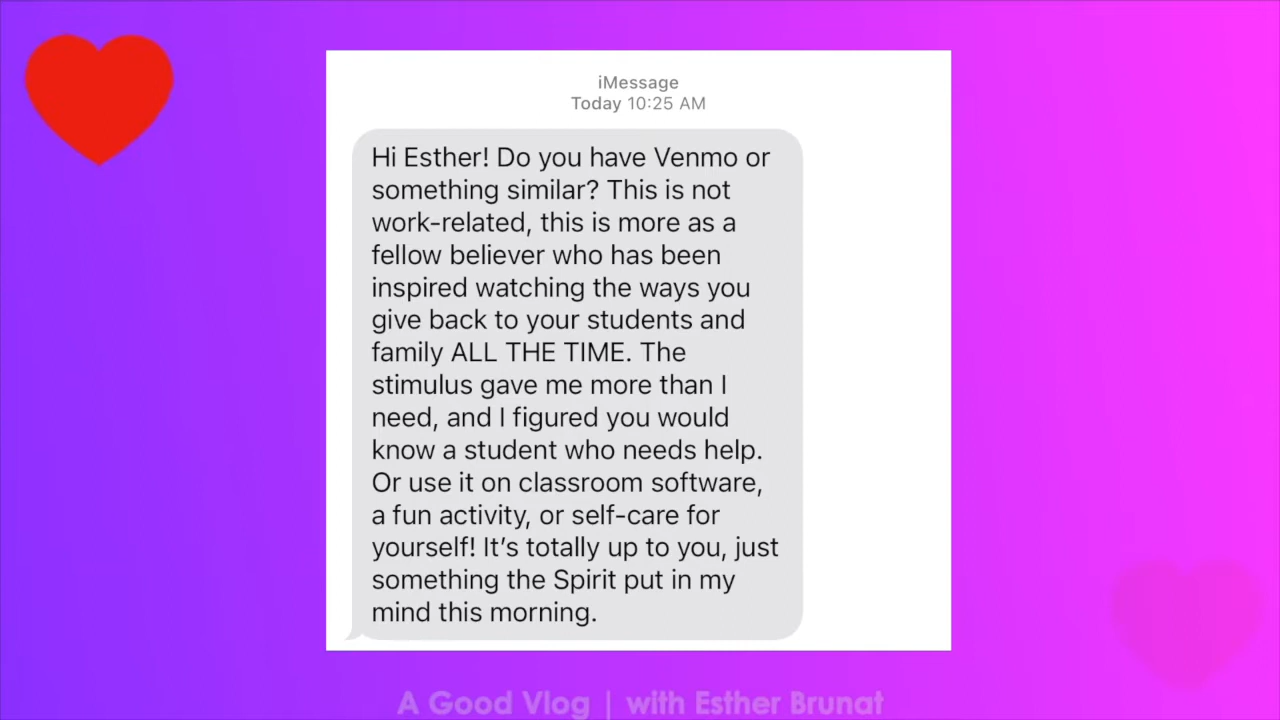 iMessage
Today 10:25 AM
Hi Esther! Do you have Venmo or
something similar? This is not
work-related, this is more as a
fellow believer who has been
inspired watching the ways you
give back to your students and
family ALL THE TIME. The
stimulus gave me more than I
need, and I figured you would
know a student who needs help.
Or use it on classroom software,
a fun activity, or self-care for
yourself! It’s totally up to you, just
something the Spirit put in my
mind this morning.
A Good Vlog | with Esther Brunat